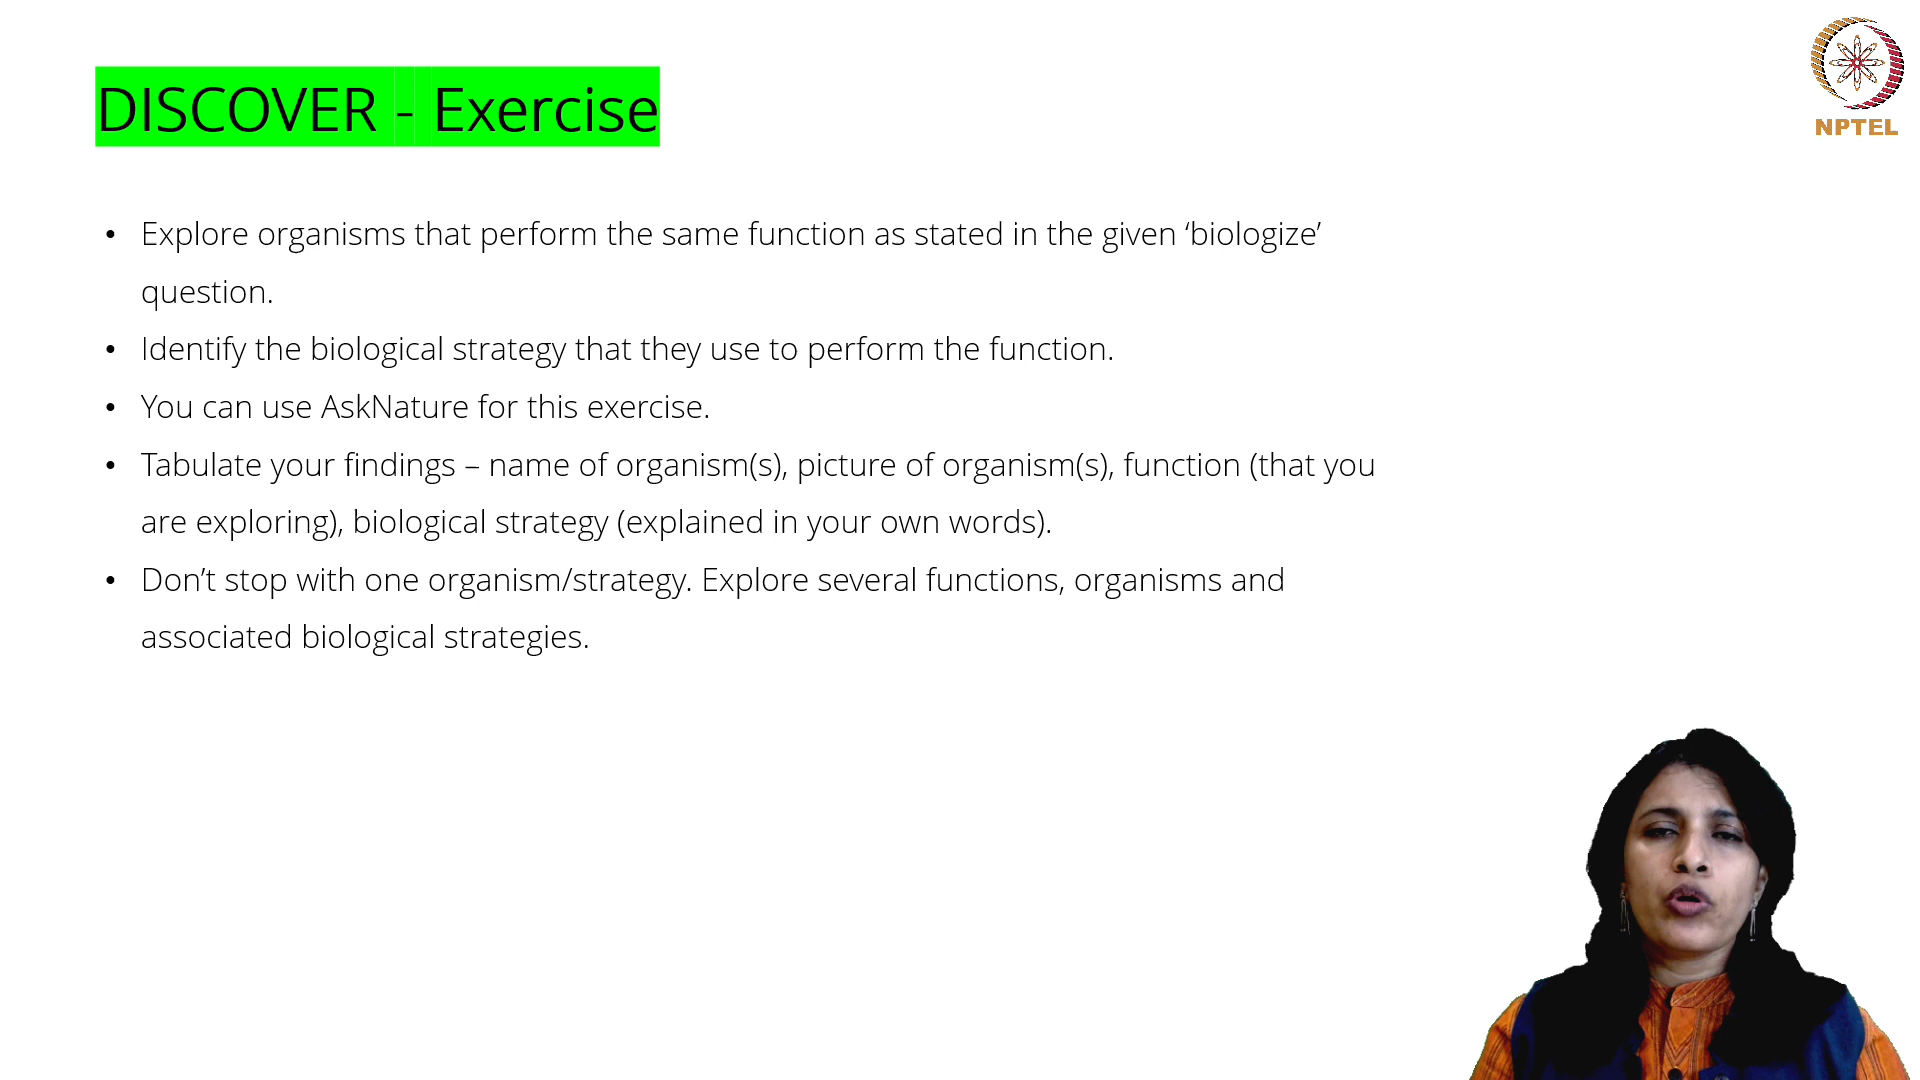 DISCOVER - Exercise
NPTEL
• Explore organisms that perform the same function as stated in the given ‘biologize’
question.
• Identify the biological strategy that they use to perform the function.
• You can use AskNature for this exercise.
• Tabulate your findings – name of organism(s), picture of organism(s), function (that you
are exploring), biological strategy (explained in your own words).
• Don’t stop with one organism/strategy. Explore several functions, organisms and
associated biological strategies.